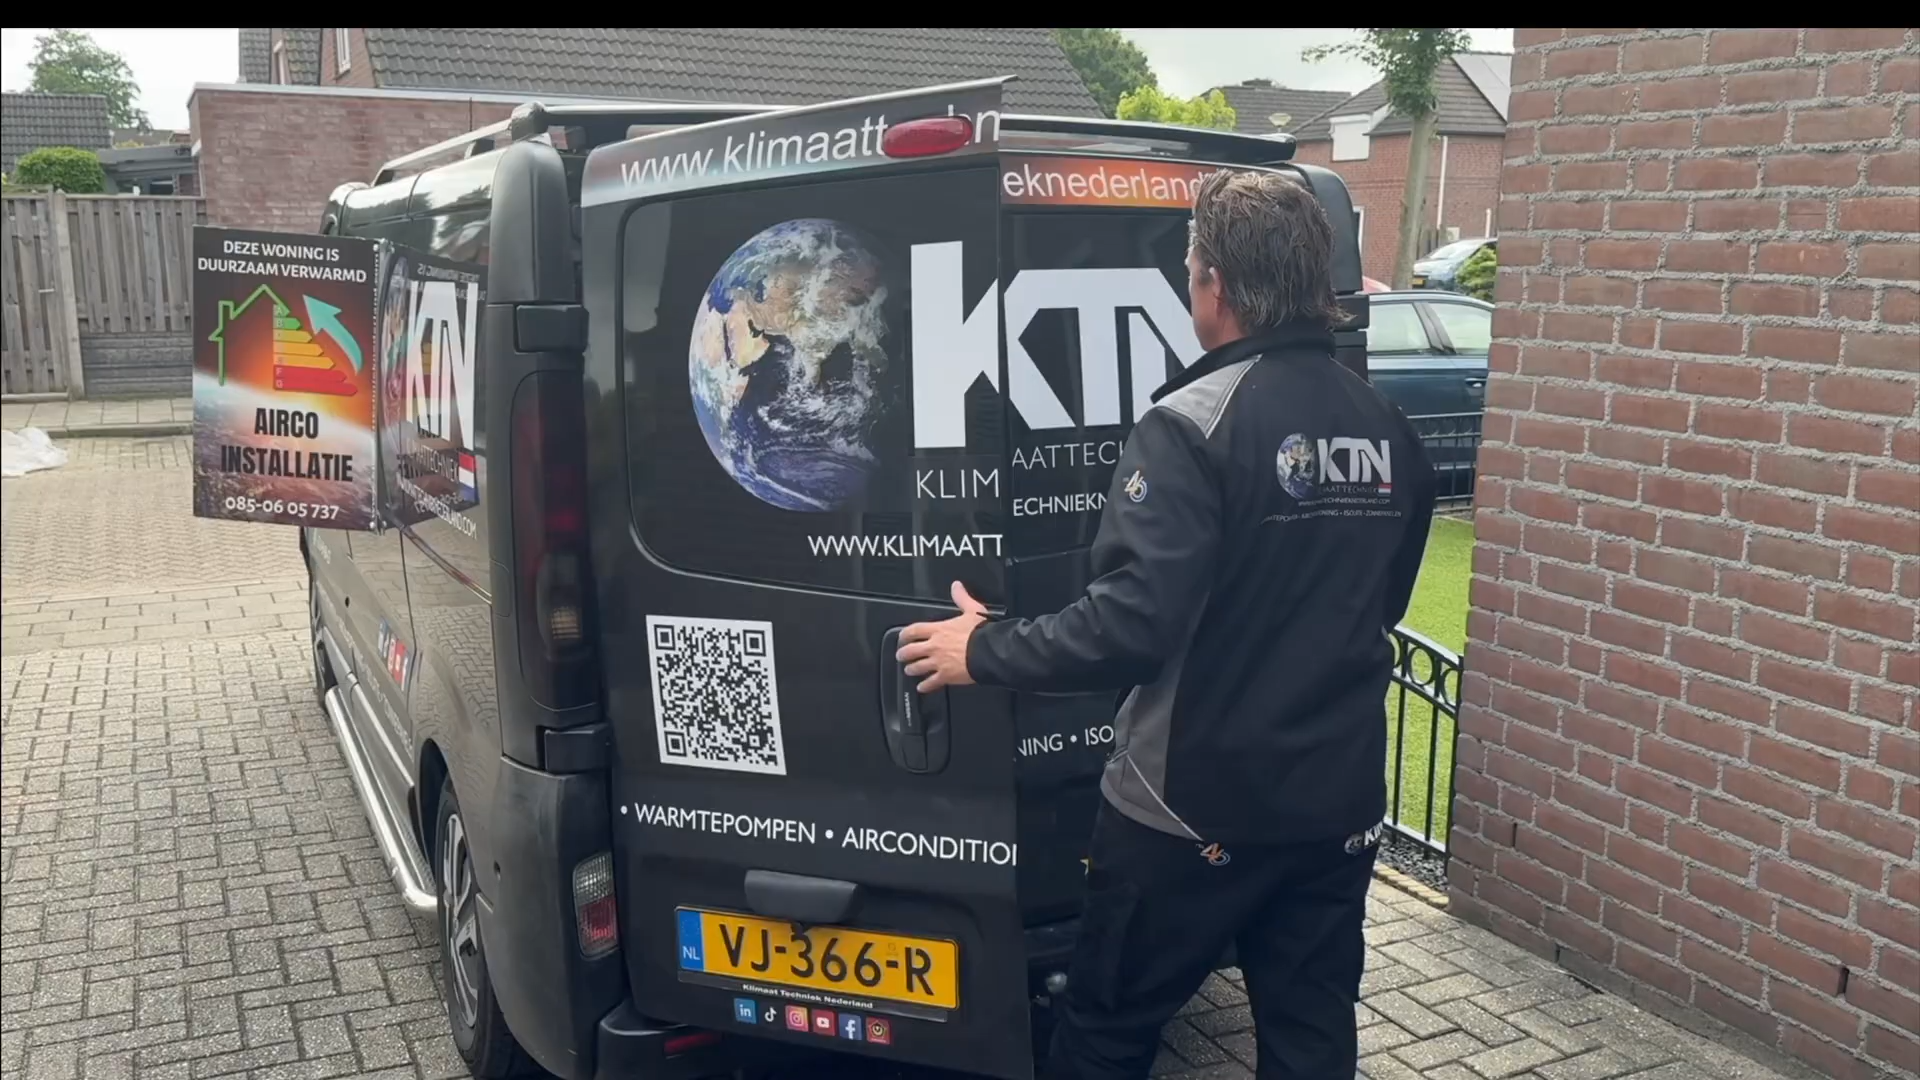 www.klimaatt
eknederland
DEZE WONING IS
DUURZAAM VERWARMD
AIRCO
INSTALLATIE
085-06 05 737
KTN
KTN
KLIM
AATTECH
ECHNIEKN
WWW.KLIMAATT
KTN
NING • ISO
• WARMTEPOMPEN • AIRCONDITIO
NL VJ-366-R
Klimaat Techniek Nederland
in